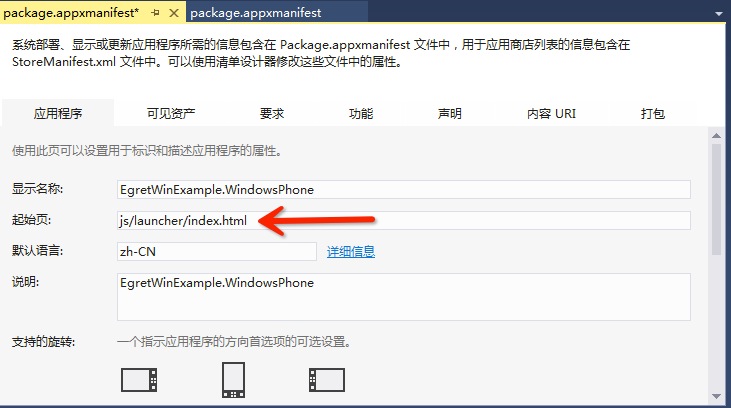 package.appxmanifest* package.appxmanifest
系统部署、显示或更新应用程序所需的信息包含在 Package.appxmanifest 文件中，用于应用商店列表的信息包含在
StoreManifest.xml 文件中。可以使用清单设计器修改这些文件中的属性。
应用程序 可见资产 要求 功能 声明 内容 URI 打包
使用此页可以设置用于标识和描述应用程序的属性。
显示名称: EgretWinExample.WindowsPhone
起始页: js/launcher/index.html
默认语言: zh-CN 详细信息
说明: EgretWinExample.WindowsPhone
支持的旋转: 一个指示应用程序的方向首选项的可选设置。